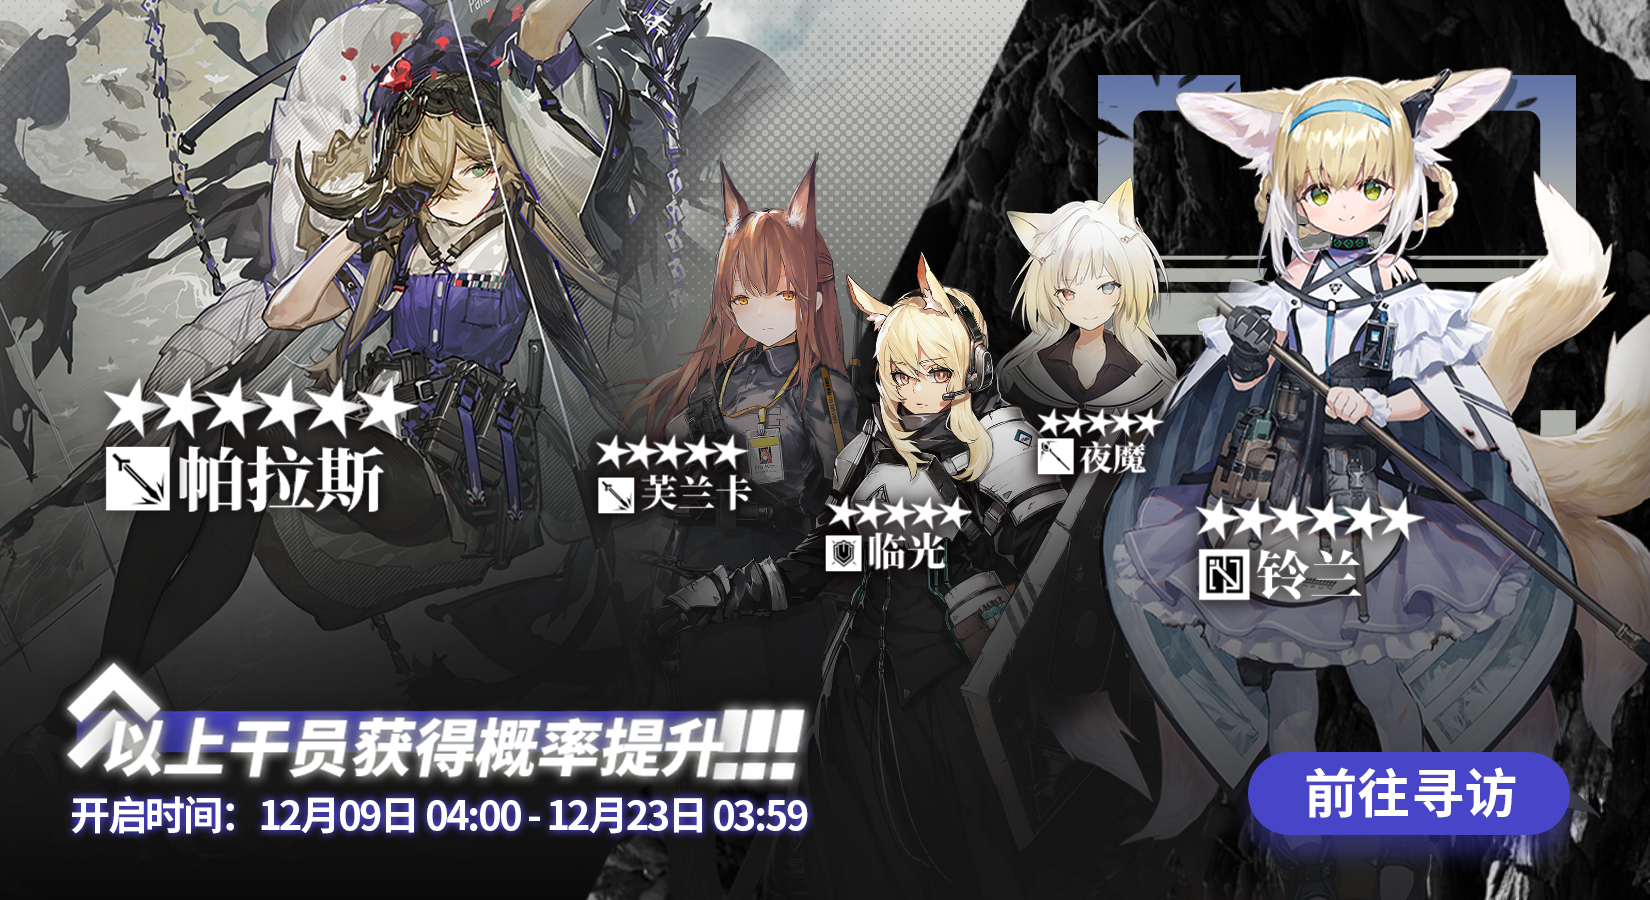 帕拉斯
芙兰卡
临光
夜魔
铃兰
以上干员获得概率提升!!!
开启时间：12月09日 04:00 - 12月23日 03:59
前往寻访